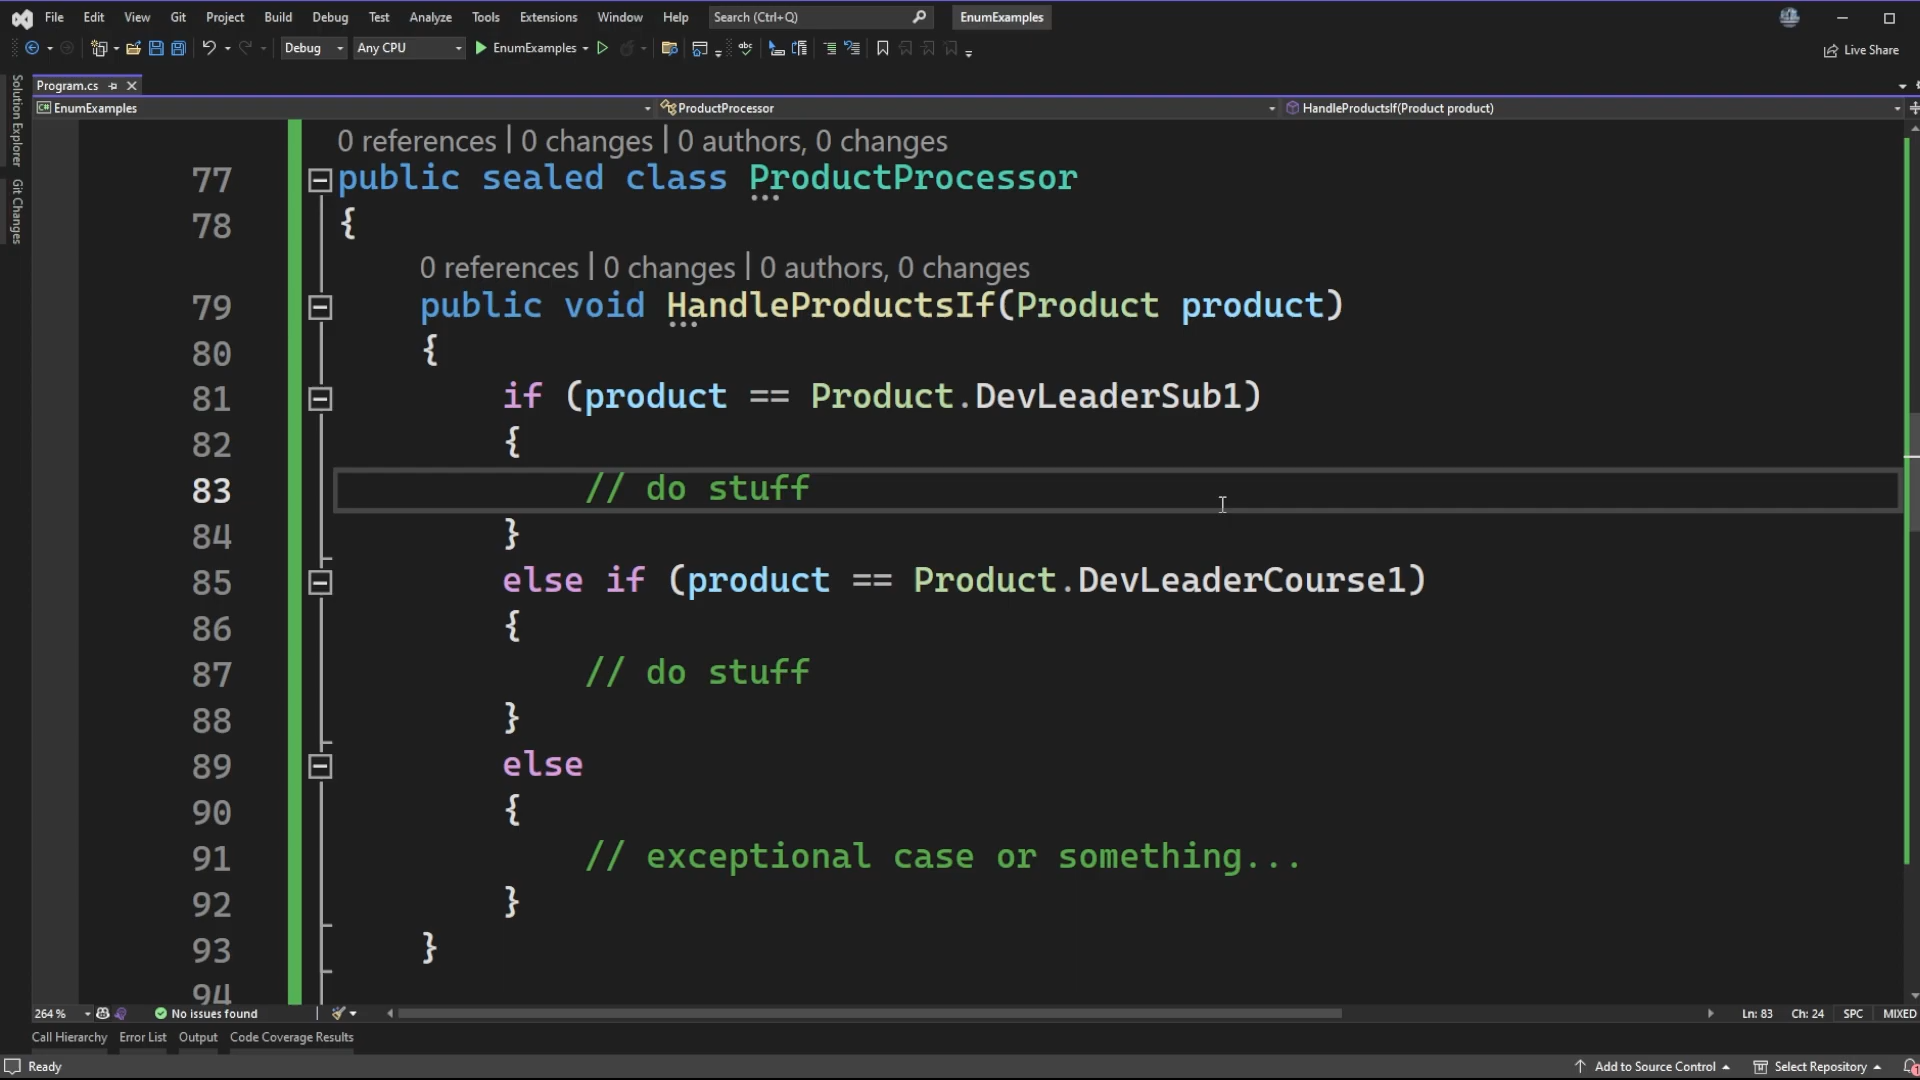 File Edit View Git Project Build Debug Test Analyze Tools Extensions Window Help Search (Ctrl+Q) EnumExamples
Debug Any CPU EnumExamples Live Share
Program.cs
C# EnumExamples ProductProcessor HandleProductsIf(Product product)
Solution Explorer
Git Changes
0 references | 0 changes | 0 authors, 0 changes
77 public sealed class ProductProcessor
78 {
0 references | 0 changes | 0 authors, 0 changes
79 public void HandleProductsIf(Product product)
80 {
81 if (product == Product.DevLeaderSub1)
82 {
83 // do stuff
84 }
85 else if (product == Product.DevLeaderCourse1)
86 {
87 // do stuff
88 }
89 else
90 {
91 // exceptional case or something...
92 }
93 }
94
264 % No issues found Ln: 83 Ch: 24 SPC MIXED
Call Hierarchy Error List Output Code Coverage Results
Ready Add to Source Control Select Repository 1